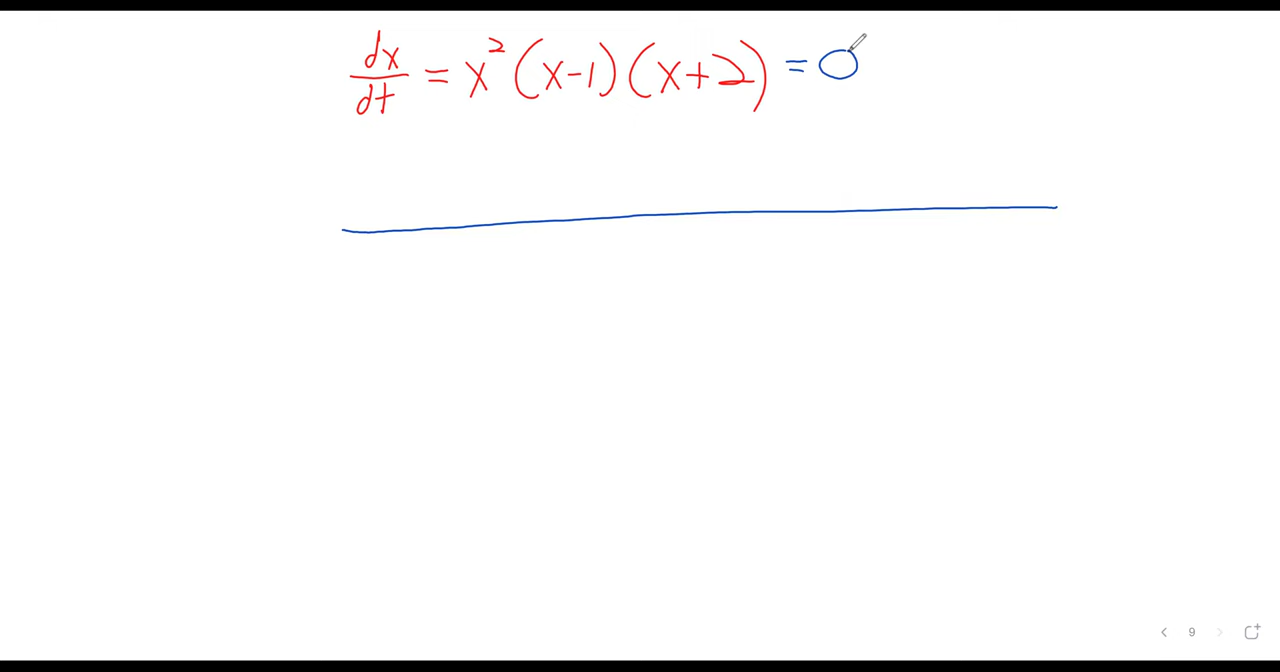 dx/dt = x²(x-1)(x+2) = 0
9